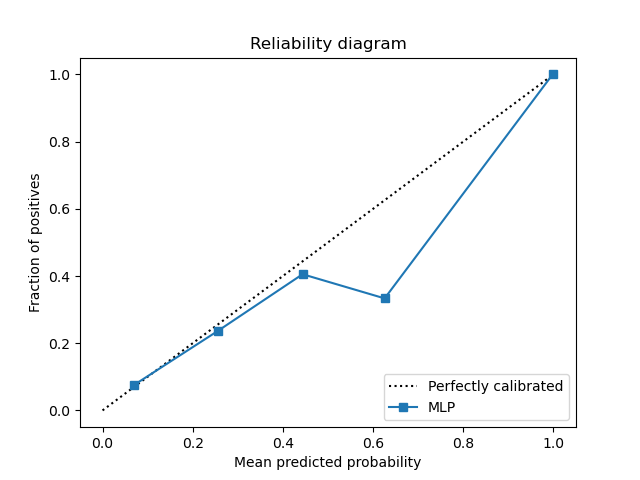 Reliability diagram
1.0
0.8
0.6
0.4
0.2
0.0
Fraction of positives
0.0 0.2 0.4 0.6 0.8 1.0
Mean predicted probability
Perfectly calibrated
MLP